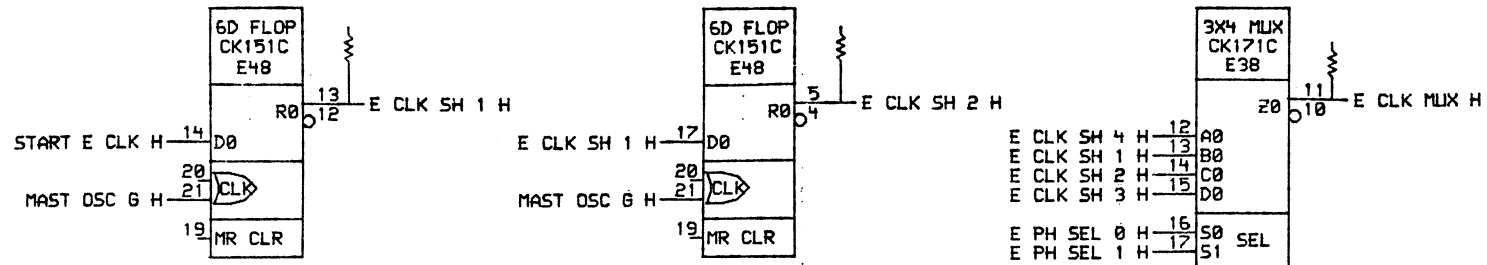 6D FLOP
CK151C
E48
13
R0
12
E CLK SH 1 H
START E CLK H
14
D0
20
CLK
MAST OSC G H
21
19
MR CLR
6D FLOP
CK151C
E48
5
R0
4
E CLK SH 2 H
E CLK SH 1 H
17
D0
20
CLK
MAST OSC G H
21
19
MR CLR
3X4 MUX
CK171C
E38
11
Z0
10
E CLK MUX H
E CLK SH 4 H 12 A0
E CLK SH 1 H 13 B0
E CLK SH 2 H 14 C0
E CLK SH 3 H 15 D0
E PH SEL 0 H 16 S0
SEL
E PH SEL 1 H 17 S1